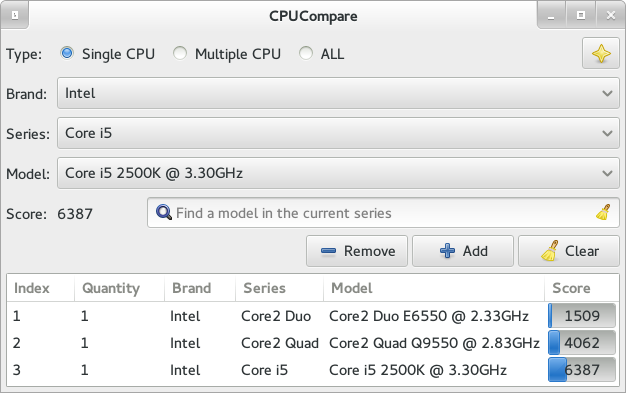 CPUCompare
Type: Single CPU Multiple CPU ALL
Brand: Intel
Series: Core i5
Model: Core i5 2500K @ 3.30GHz
Score: 6387 Find a model in the current series
Remove Add Clear
Index Quantity Brand Series Model Score
1 1 Intel Core2 Duo Core2 Duo E6550 @ 2.33GHz 1509
2 1 Intel Core2 Quad Core2 Quad Q9550 @ 2.83GHz 4062
3 1 Intel Core i5 Core i5 2500K @ 3.30GHz 6387